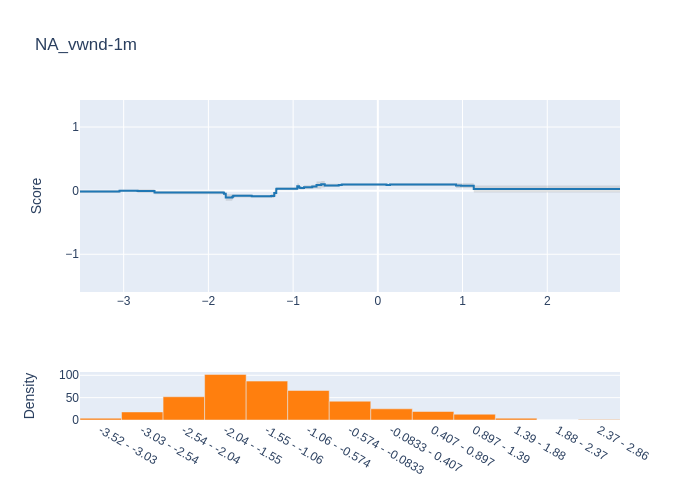 NA_vwnd-1m
Score
1
0
−1
−3
−2
−1
0
1
2
Density
100
50
0
-3.52 - -3.03
-3.03 - -2.54
-2.54 - -2.04
-2.04 - -1.55
-1.55 - -1.06
-1.06 - -0.574
-0.574 - -0.0833
-0.0833 - 0.407
0.407 - 0.897
0.897 - 1.39
1.39 - 1.88
1.88 - 2.37
2.37 - 2.86